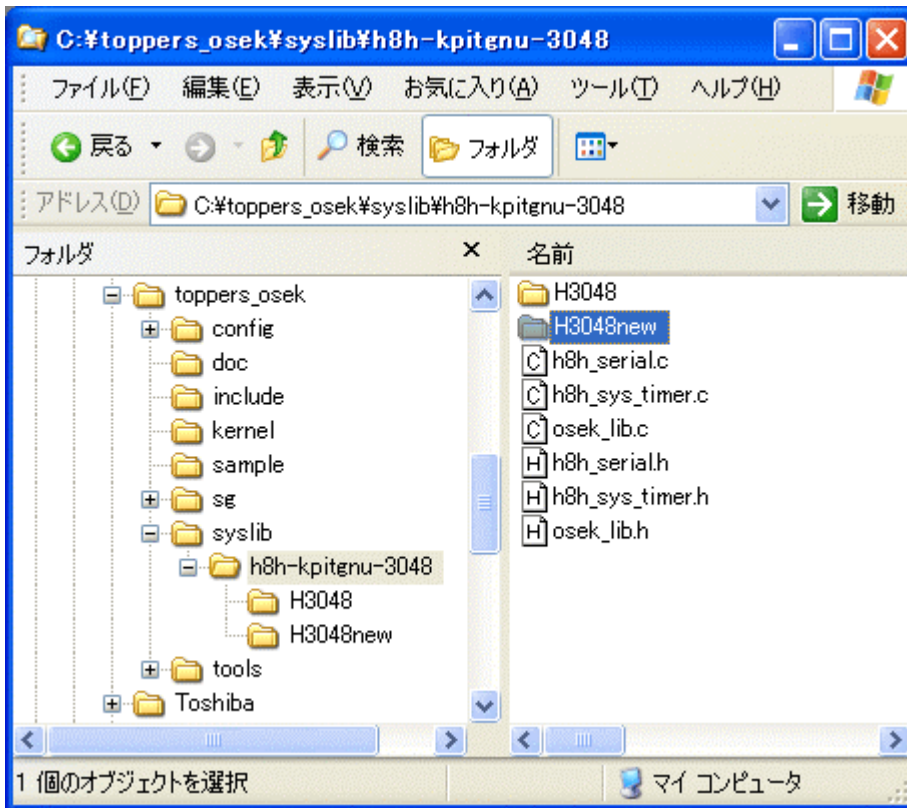 C:¥toppers_osek¥syslib¥h8h-kpitgnu-3048
ファイル(F) 編集(E) 表示(V) お気に入り(A) ツール(T) ヘルプ(H)
戻る 検索 フォルダ
アドレス(D) C:¥toppers_osek¥syslib¥h8h-kpitgnu-3048 移動
フォルダ
toppers_osek
config
doc
include
kernel
sample
sg
syslib
h8h-kpitgnu-3048
H3048
H3048new
tools
Toshiba
名前
H3048
H3048new
h8h_serial.c
h8h_sys_timer.c
osek_lib.c
h8h_serial.h
h8h_sys_timer.h
osek_lib.h
1 個のオブジェクトを選択 マイ コンピュータ